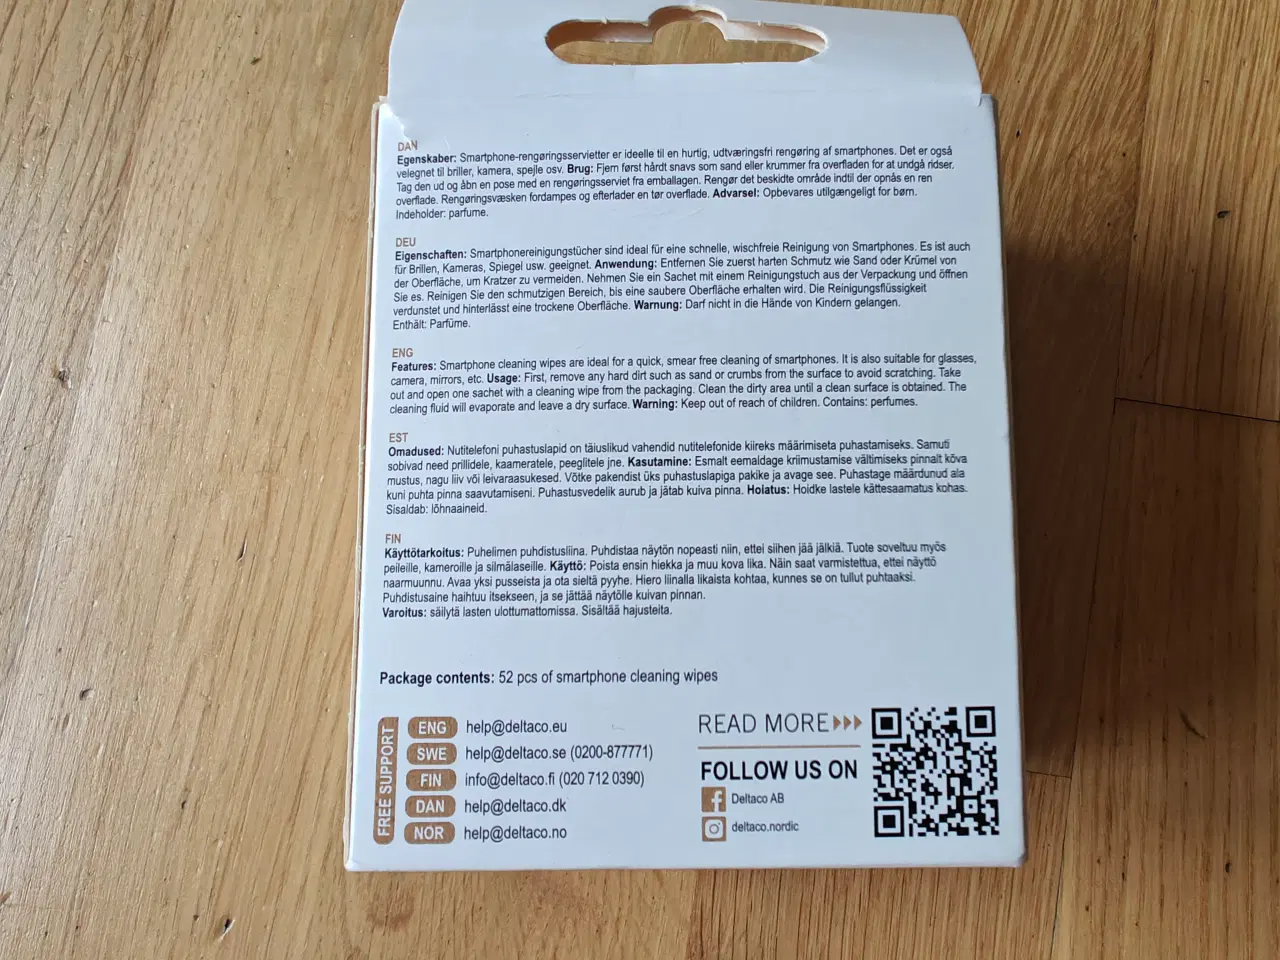 DAN
Egenskaber: Smartphone-rengøringsservietter er ideelle til en hurtig, udtværingsfri rengøring af smartphones. Det er også
velegnet til briller, kamera, spejle osv. Brug: Fjern først hårdt snavs som sand eller krummer fra overfladen for at undgå ridser.
Tag den ud og åbn en pose med en rengøringsserviet fra emballagen. Rengør det beskidte område indtil der opnås en ren
overflade. Rengøringsvæsken fordampes og efterlader en tør overflade. Advarsel: Opbevares utilgængeligt for børn.
Indeholder: parfume.
DEU
Eigenschaften: Smartphonereinigungstücher sind ideal für eine schnelle, wischfreie Reinigung von Smartphones. Es ist auch
für Brillen, Kameras, Spiegel usw. geeignet. Anwendung: Entfernen Sie zuerst harten Schmutz wie Sand oder Krümel von
der Oberfläche, um Kratzer zu vermeiden. Nehmen Sie ein Sachet mit einem Reinigungstuch aus der Verpackung und öffnen
Sie es. Reinigen Sie den schmutzigen Bereich, bis eine saubere Oberfläche erhalten wird. Die Reinigungsflüssigkeit
verdunstet und hinterlässt eine trockene Oberfläche. Warnung: Darf nicht in die Hände von Kindern gelangen.
Enthält: Parfüme.
ENG
Features: Smartphone cleaning wipes are ideal for a quick, smear free cleaning of smartphones. It is also suitable for glasses,
camera, mirrors, etc. Usage: First, remove any hard dirt such as sand or crumbs from the surface to avoid scratching. Take
out and open one sachet with a cleaning wipe from the packaging. Clean the dirty area until a clean surface is obtained. The
cleaning fluid will evaporate and leave a dry surface. Warning: Keep out of reach of children. Contains: perfumes.
EST
Omadused: Nutitelefoni puhastuslapid on täiuslikud vahendid nutitelefonide kiireks määrimiseta puhastamiseks. Samuti
sobivad need prillidele, kaameratele, peeglitele jne. Kasutamine: Esmalt eemaldage kriimustamise vältimiseks pinnalt kõva
mustus, nagu liiv või leivaraasukesed. Võtke pakendist üks puhastuslapiga pakike ja avage see. Puhastage määrdunud ala
kuni puhta pinna saavutamiseni. Puhastusvedelik aurub ja jätab kuiva pinna. Hoiatus: Hoidke lastele kättesaamatus kohas.
Sisaldab: lõhnaaineid.
FIN
Käyttötarkoitus: Puhelimen puhdistusliina. Puhdistaa näytön nopeasti niin, ettei siihen jää jälkiä. Tuote soveltuu myös
peileille, kameroille ja silmälaseille. Käyttö: Poista ensin hiekka ja muu kova lika. Näin saat varmistettua, ettei näyttö
naarmuunnu. Avaa yksi pusseista ja ota sieltä pyyhe. Hiero liinalla likaista kohtaa, kunnes se on tullut puhtaaksi.
Puhdistusaine haihtuu itsekseen, ja se jättää näytölle kuivan pinnan.
Varoitus: säilytä lasten ulottumattomissa. Sisältää hajusteita.
Package contents: 52 pcs of smartphone cleaning wipes
FREE SUPPORT
ENG help@deltaco.eu
SWE help@deltaco.se (0200-877771)
FIN info@deltaco.fi (020 712 0390)
DAN help@deltaco.dk
NOR help@deltaco.no
READ MORE
FOLLOW US ON
Deltaco AB
deltaco.nordic